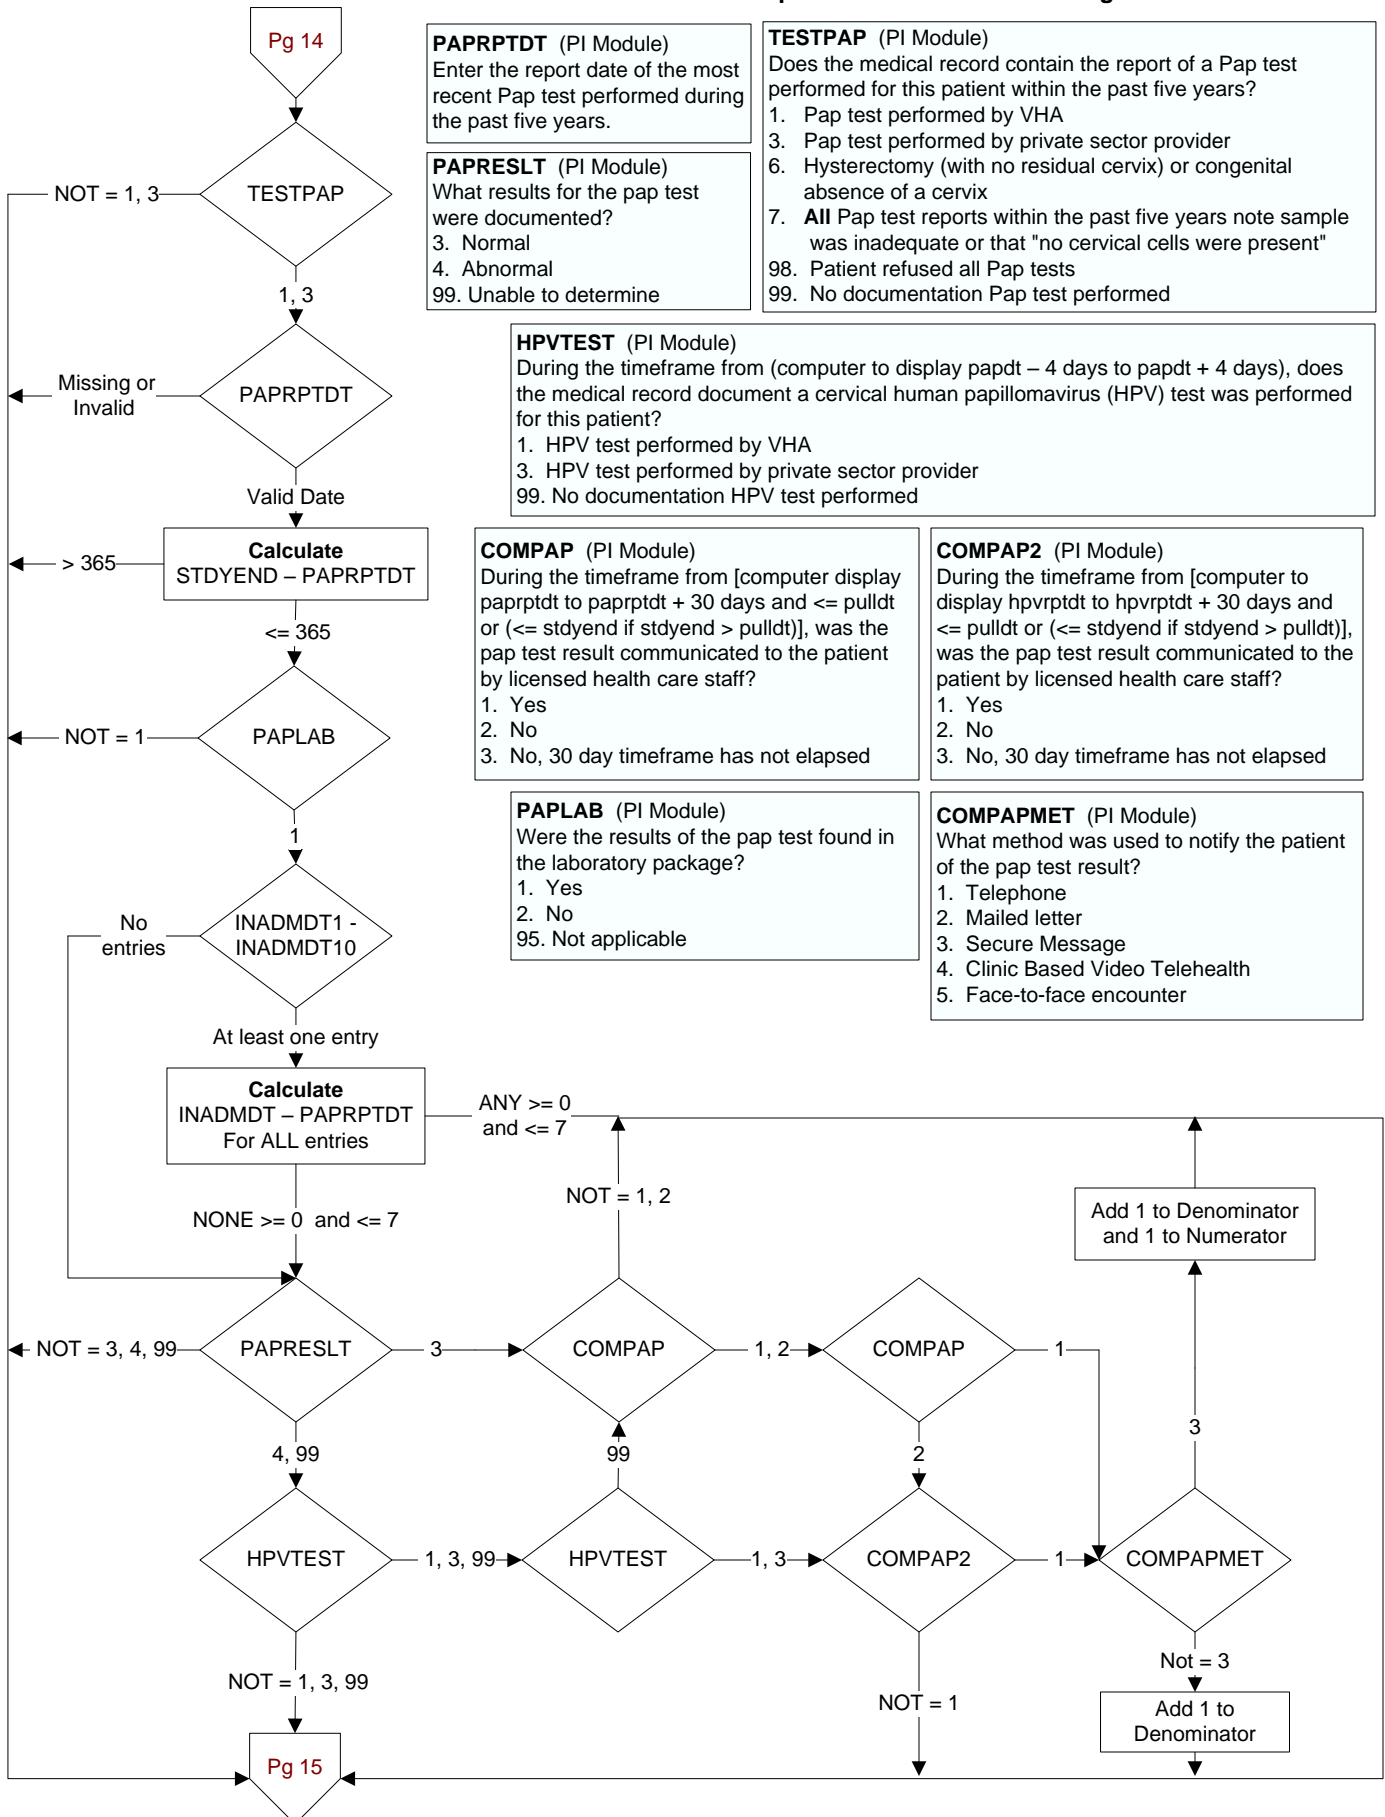 Pg 14
PAPRPTDT (PI Module)
Enter the report date of the most
recent Pap test performed during
the past five years.
TESTPAP (PI Module)
Does the medical record contain the report of a Pap test
performed for this patient within the past five years?
1. Pap test performed by VHA
3. Pap test performed by private sector provider
6. Hysterectomy (with no residual cervix) or congenital
absence of a cervix
7. All Pap test reports within the past five years note sample
was inadequate or that "no cervical cells were present"
98. Patient refused all Pap tests
99. No documentation Pap test performed
PAPRESLT (PI Module)
What results for the pap test
were documented?
3. Normal
4. Abnormal
99. Unable to determine
NOT = 1, 3
TESTPAP
1, 3
HPVTEST (PI Module)
During the timeframe from (computer to display papdt – 4 days to papdt + 4 days), does
the medical record document a cervical human papillomavirus (HPV) test was performed
for this patient?
1. HPV test performed by VHA
3. HPV test performed by private sector provider
99. No documentation HPV test performed
Missing or
Invalid
PAPRPTDT
Valid Date
> 365
Calculate
STDYEND – PAPRPTDT
<= 365
COMPAP (PI Module)
During the timeframe from [computer display
paprptdt to paprptdt + 30 days and <= pulldt
or (<= stdyend if stdyend > pulldt)], was the
pap test result communicated to the patient
by licensed health care staff?
1. Yes
2. No
3. No, 30 day timeframe has not elapsed
COMPAP2 (PI Module)
During the timeframe from [computer to
display hpvrptdt to hpvrptdt + 30 days and
<= pulldt or (<= stdyend if stdyend > pulldt)],
was the pap test result communicated to the
patient by licensed health care staff?
1. Yes
2. No
3. No, 30 day timeframe has not elapsed
NOT = 1
PAPLAB
1
PAPLAB (PI Module)
Were the results of the pap test found in
the laboratory package?
1. Yes
2. No
95. Not applicable
COMPAPMET (PI Module)
What method was used to notify the patient
of the pap test result?
1. Telephone
2. Mailed letter
3. Secure Message
4. Clinic Based Video Telehealth
5. Face-to-face encounter
No
entries
INADMDT1 -
INADMDT10
At least one entry
Calculate
INADMDT – PAPRPTDT
For ALL entries
ANY >= 0
and <= 7
NONE >= 0 and <= 7
NOT = 1, 2
Add 1 to Denominator
and 1 to Numerator
NOT = 3, 4, 99
PAPRESLT
3
COMPAP
1, 2
COMPAP
1
4, 99
99
2
3
HPVTEST
1, 3, 99
HPVTEST
1, 3
COMPAP2
1
COMPAPMET
NOT = 1, 3, 99
NOT = 1
Not = 3
Add 1 to
Denominator
Pg 15